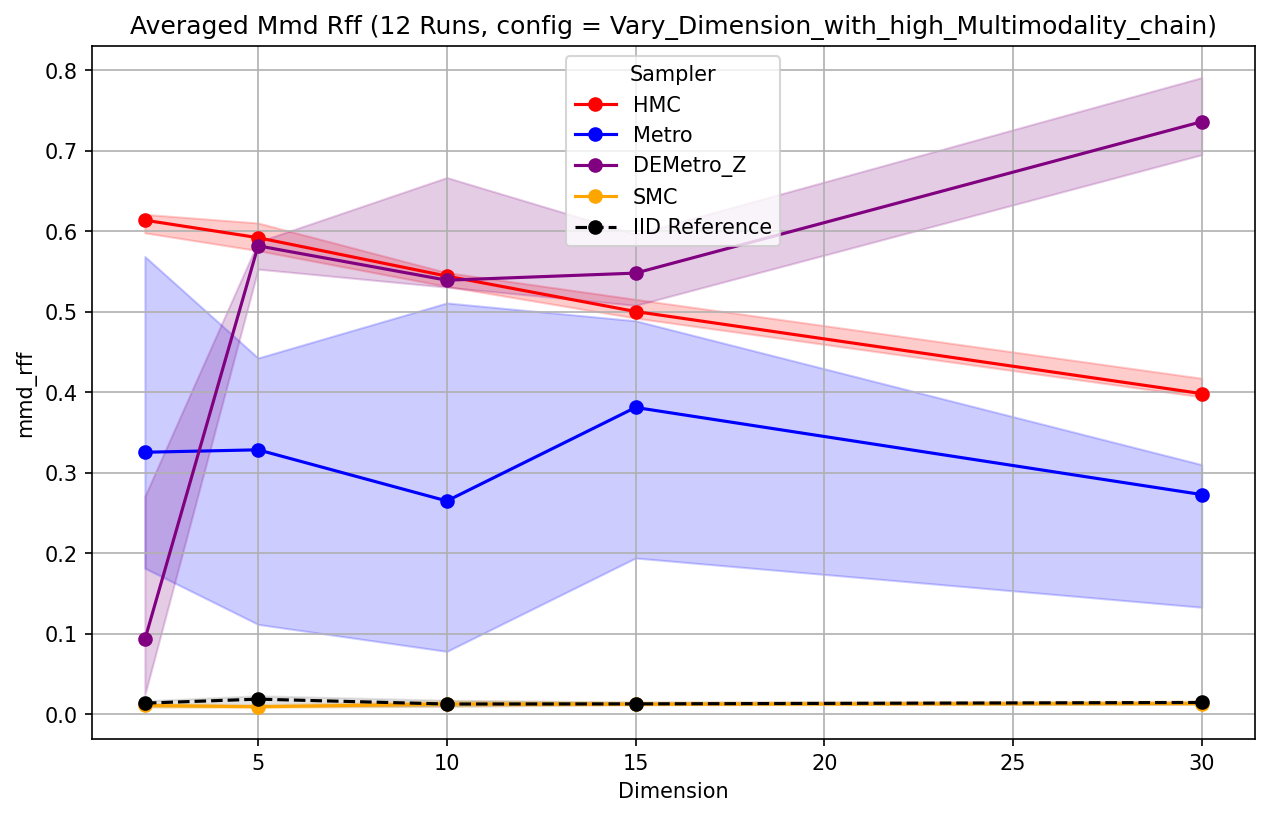 Averaged Mmd Rff (12 Runs, config = Vary_Dimension_with_high_Multimodality_chain)
mmd_rff
0.8
0.7
0.6
0.5
0.4
0.3
0.2
0.1
0.0
Sampler
HMC
Metro
DEMetro_Z
SMC
IID Reference
5
10
15
20
25
30
Dimension